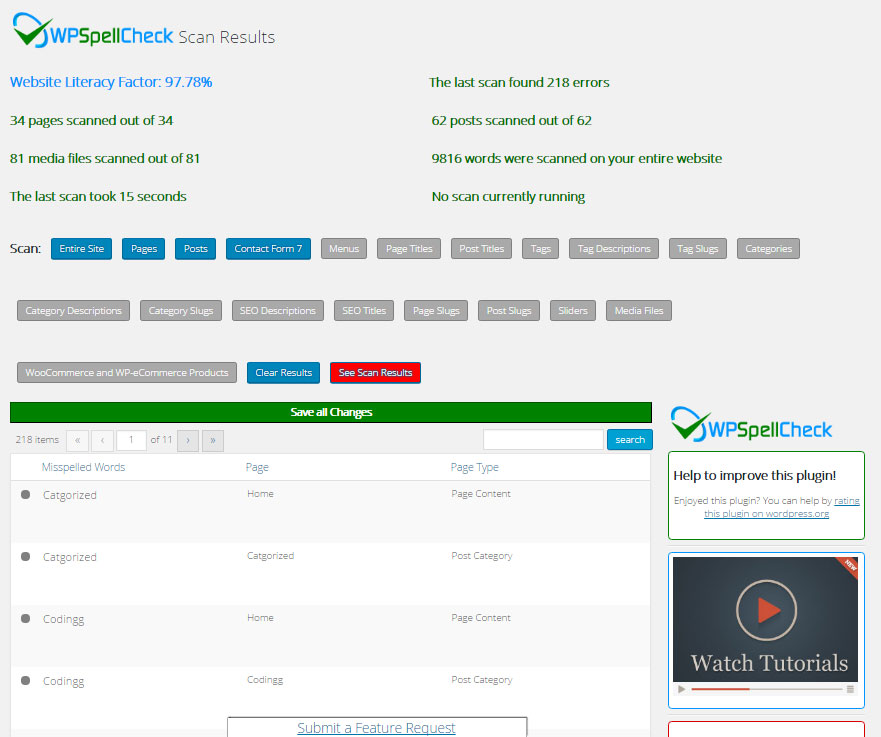 WPSpellCheck Scan Results
Website Literacy Factor: 97.78%
The last scan found 218 errors
34 pages scanned out of 34
62 posts scanned out of 62
81 media files scanned out of 81
9816 words were scanned on your entire website
The last scan took 15 seconds
No scan currently running
Scan: Entire Site Pages Posts Contact Form 7 Menus Page Titles Post Titles Tags Tag Descriptions Tag Slugs Categories
Category Descriptions Category Slugs SEO Descriptions SEO Titles Page Slugs Post Slugs Sliders Media Files
WooCommerce and WP-eCommerce Products Clear Results See Scan Results
Save all Changes
218 items « ‹ 1 of 11 › » search
Misspelled Words Page Page Type
Catgorized Home Page Content
Catgorized Catgorized Post Category
Codingg Home Page Content
Codingg Codingg Post Category
Submit a Feature Request
WPSpellCheck
Help to improve this plugin!
Enjoyed this plugin? You can help by rating
this plugin on wordpress.org
NEW
Watch Tutorials